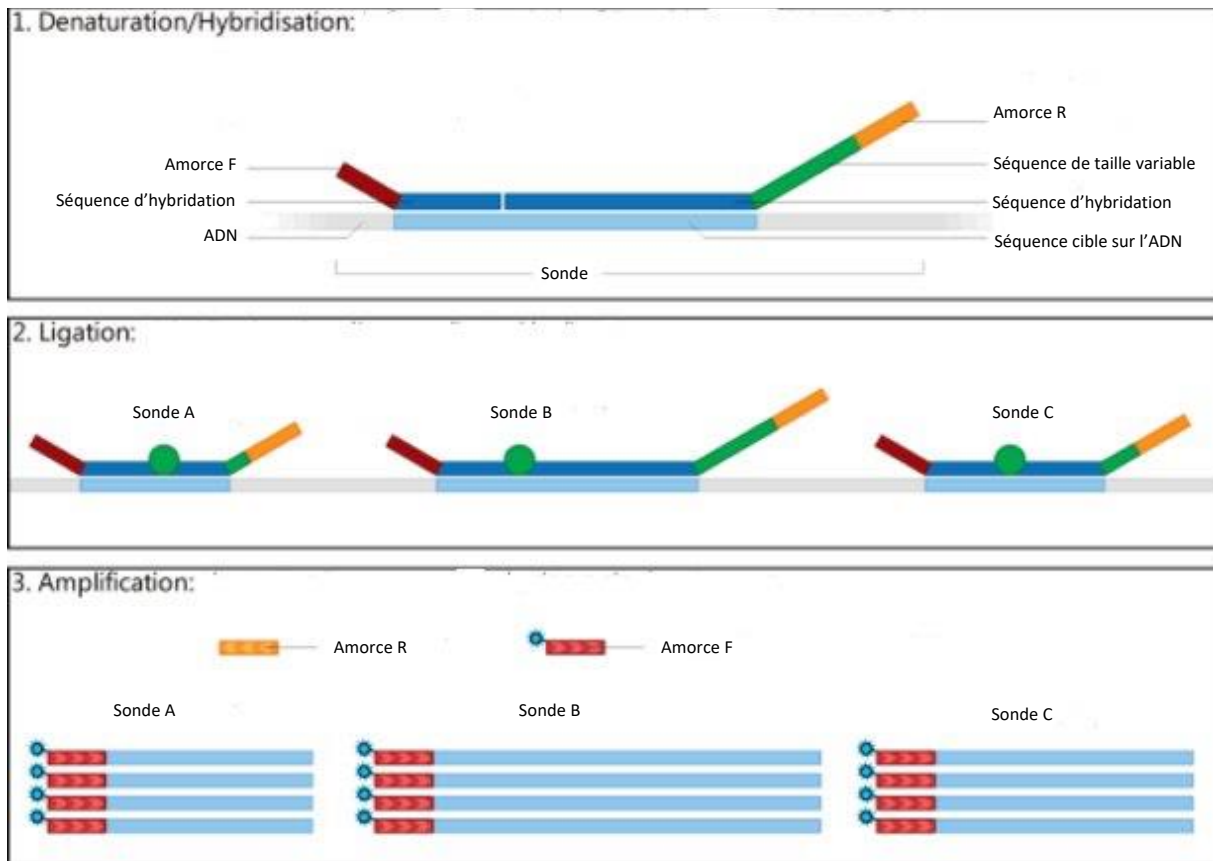 1. Denaturation/Hybridisation:
Amorce R
Amorce F
Séquence de taille variable
Séquence d'hybridation
Séquence d'hybridation
ADN
Séquence cible sur l'ADN
Sonde
2. Ligation:
Sonde A
Sonde B
Sonde C
3. Amplification:
Amorce R
Amorce F
Sonde A
Sonde B
Sonde C